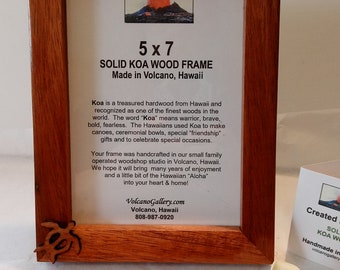 5 x 7
SOLID KOA WOOD FRAME
Made in Volcano, Hawaii
Koa is a treasured hardwood from Hawaii and
recognized as one of the finest woods in the
world. The word "Koa" means warrior, brave,
bold, fearless. The Hawaiians used Koa to make
canoes, ceremonial bowls, special "friendship"
gifts and to celebrate special occasions.
Your frame was handcrafted in our small family
operated woodshop studio in Volcano, Hawaii.
We hope it will bring many years of enjoyment
and a little bit of the Hawaiian "Aloha"
into your heart & home!
VolcanoGallery.com
Volcano, Hawaii
808-987-0920
Created
SOL
KOA WO
Handmade in
volcanogaller